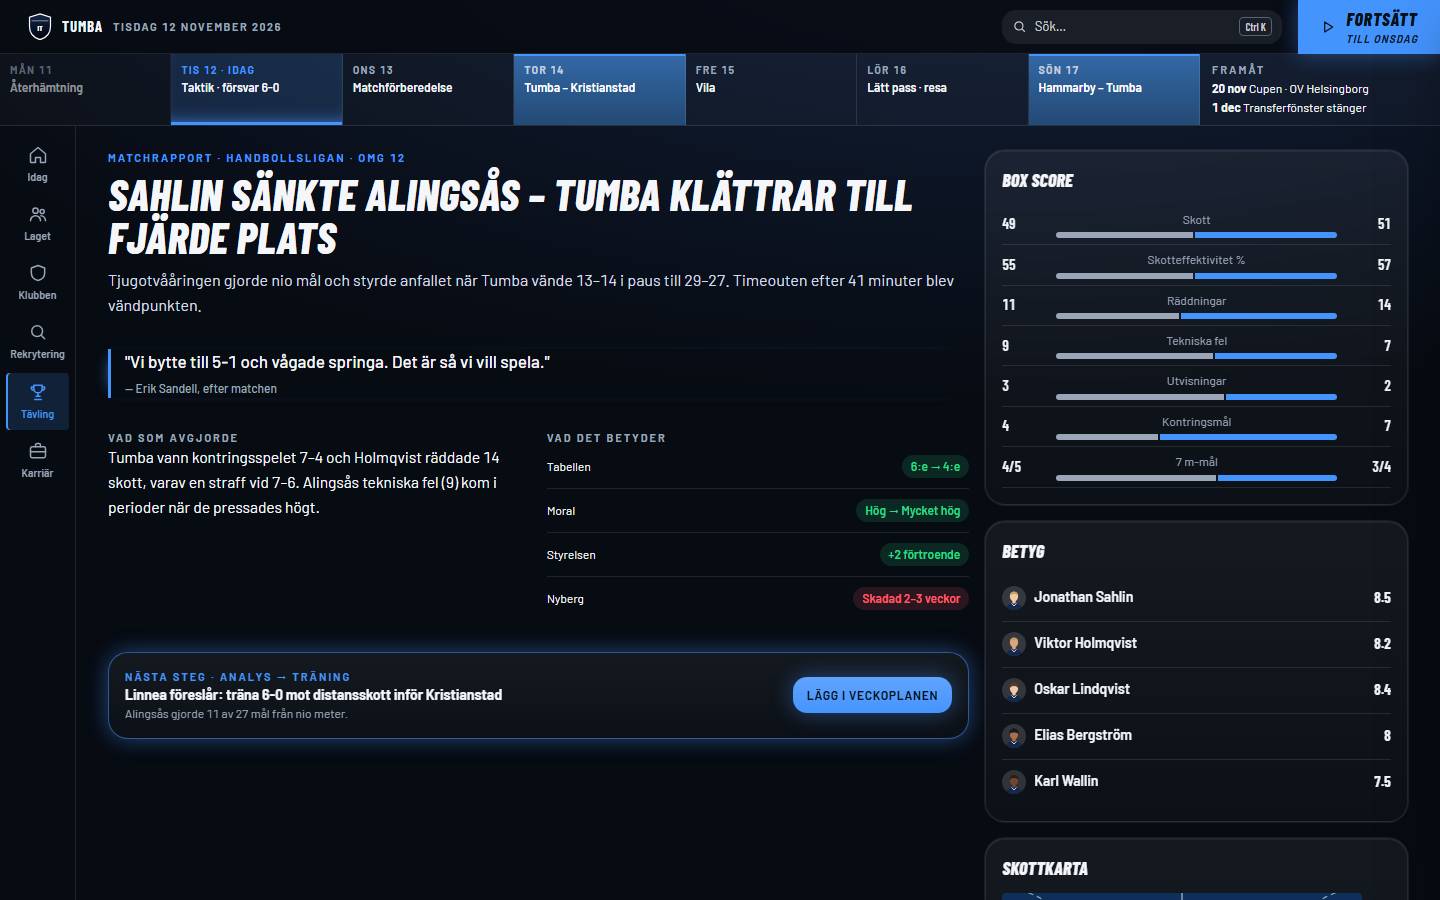 TUMBA TISDAG 12 NOVEMBER 2026
Sök...
Ctrl K
FORTSÄTT
TILL ONSDAG
MÅN 11
Återhämtning
TIS 12 · IDAG
Taktik · försvar 6-0
ONS 13
Matchförberedelse
TOR 14
Tumba – Kristianstad
FRE 15
Vila
LÖR 16
Lätt pass · resa
SÖN 17
Hammarby – Tumba
FRAMÅT
20 nov Cupen · OV Helsingborg
1 dec Transferfönster stänger
Idag
Laget
Klubben
Rekrytering
Tävling
Karriär
MATCHRAPPORT · HANDBOLLSLIGAN · OMG 12
SAHLIN SÄNKTE ALINGSÅS – TUMBA KLÄTTRAR TILL
FJÄRDE PLATS
Tjugotvååringen gjorde nio mål och styrde anfallet när Tumba vände 13–14 i paus till 29–27. Timeouten efter 41 minuter blev
vändpunkten.
"Vi bytte till 5-1 och vågade springa. Det är så vi vill spela."
— Erik Sandell, efter matchen
VAD SOM AVGJORDE
Tumba vann kontringsspelet 7–4 och Holmqvist räddade 14
skott, varav en straff vid 7–6. Alingsås tekniska fel (9) kom i
perioder när de pressades högt.
VAD DET BETYDER
Tabellen 6:e → 4:e
Moral Hög → Mycket hög
Styrelsen +2 förtroende
Nyberg Skadad 2–3 veckor
NÄSTA STEG · ANALYS → TRÄNING
Linnea föreslår: träna 6-0 mot distansskott inför Kristianstad
Alingsås gjorde 11 av 27 mål från nio meter.
LÄGG I VECKOPLANEN
BOX SCORE
49 Skott 51
55 Skotteffektivitet % 57
11 Räddningar 14
9 Tekniska fel 7
3 Utvisningar 2
4 Kontringsmål 7
4/5 7 m-mål 3/4
BETYG
Jonathan Sahlin 8.5
Viktor Holmqvist 8.2
Oskar Lindqvist 8.4
Elias Bergström 8
Karl Wallin 7.5
SKOTTKARTA